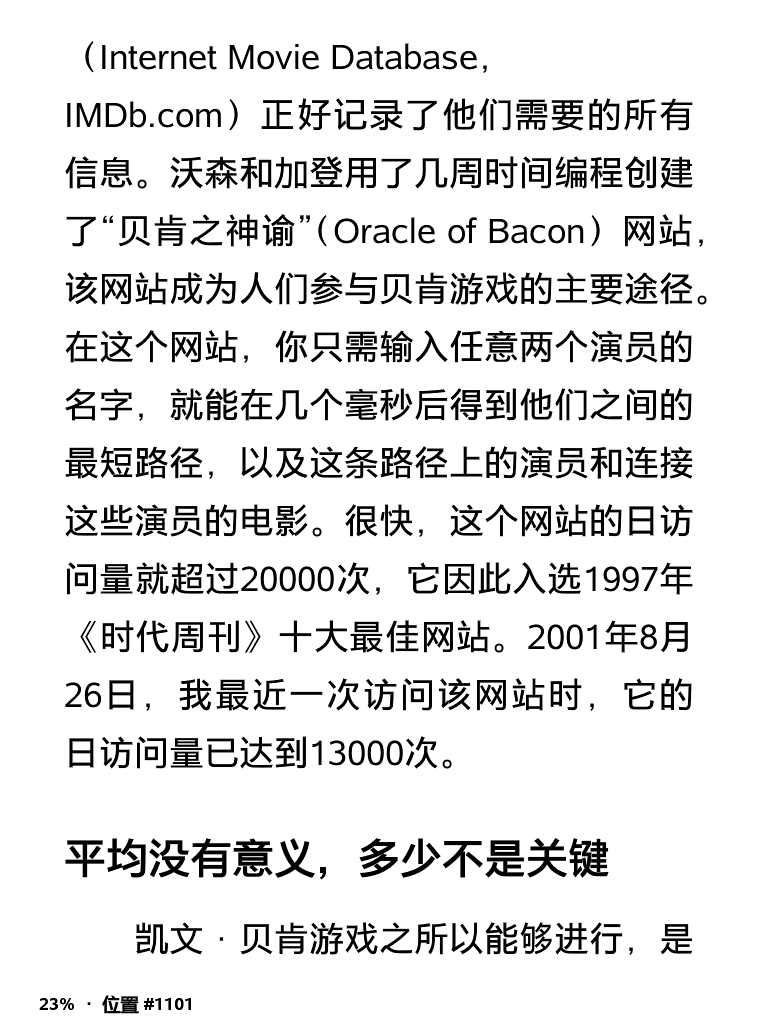 （Internet Movie Database，
IMDb.com）正好记录了他们需要的所有
信息。沃森和加登用了几周时间编程创建
了“贝肯之神谕”（Oracle of Bacon）网站，
该网站成为人们参与贝肯游戏的主要途径。
在这个网站，你只需输入任意两个演员的
名字，就能在几个毫秒后得到他们之间的
最短路径，以及这条路径上的演员和连接
这些演员的电影。很快，这个网站的日访
问量就超过20000次，它因此入选1997年
《时代周刊》十大最佳网站。2001年8月
26日，我最近一次访问该网站时，它的
日访问量已达到13000次。
平均没有意义，多少不是关键
凯文·贝肯游戏之所以能够进行，是
23% · 位置 #1101